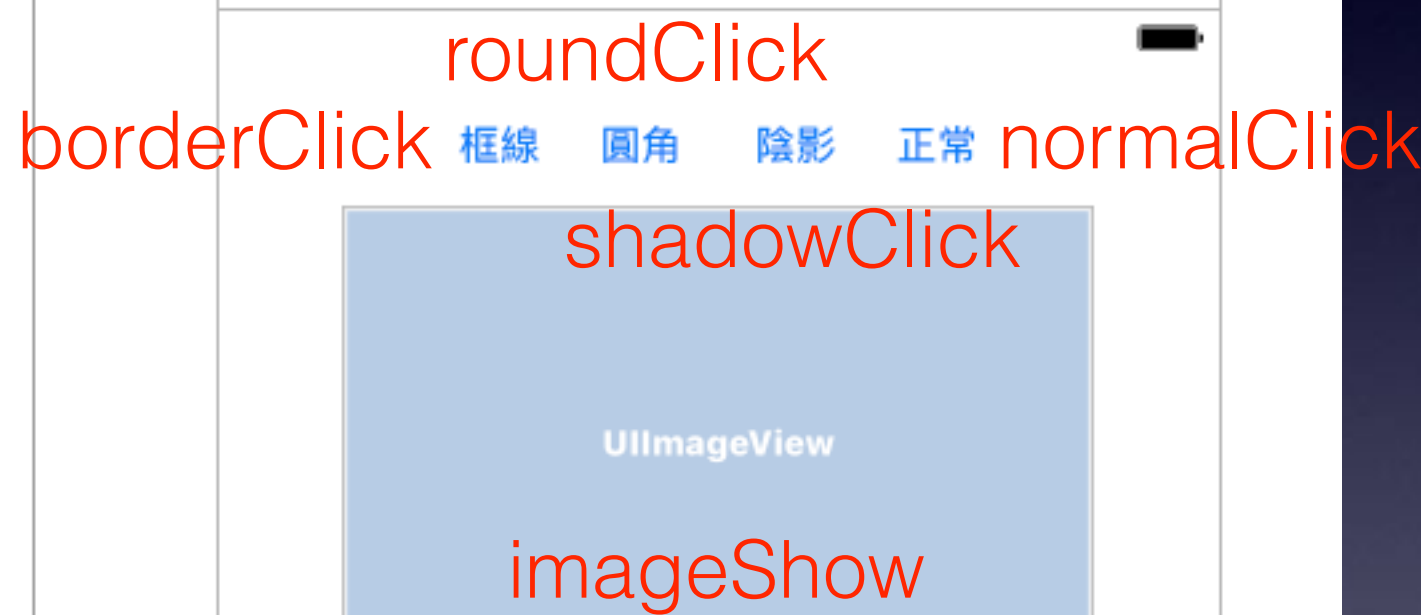 roundClick
borderClick 框線 圓角 陰影 正常 normalClick
shadowClick
UIImageView
imageShow